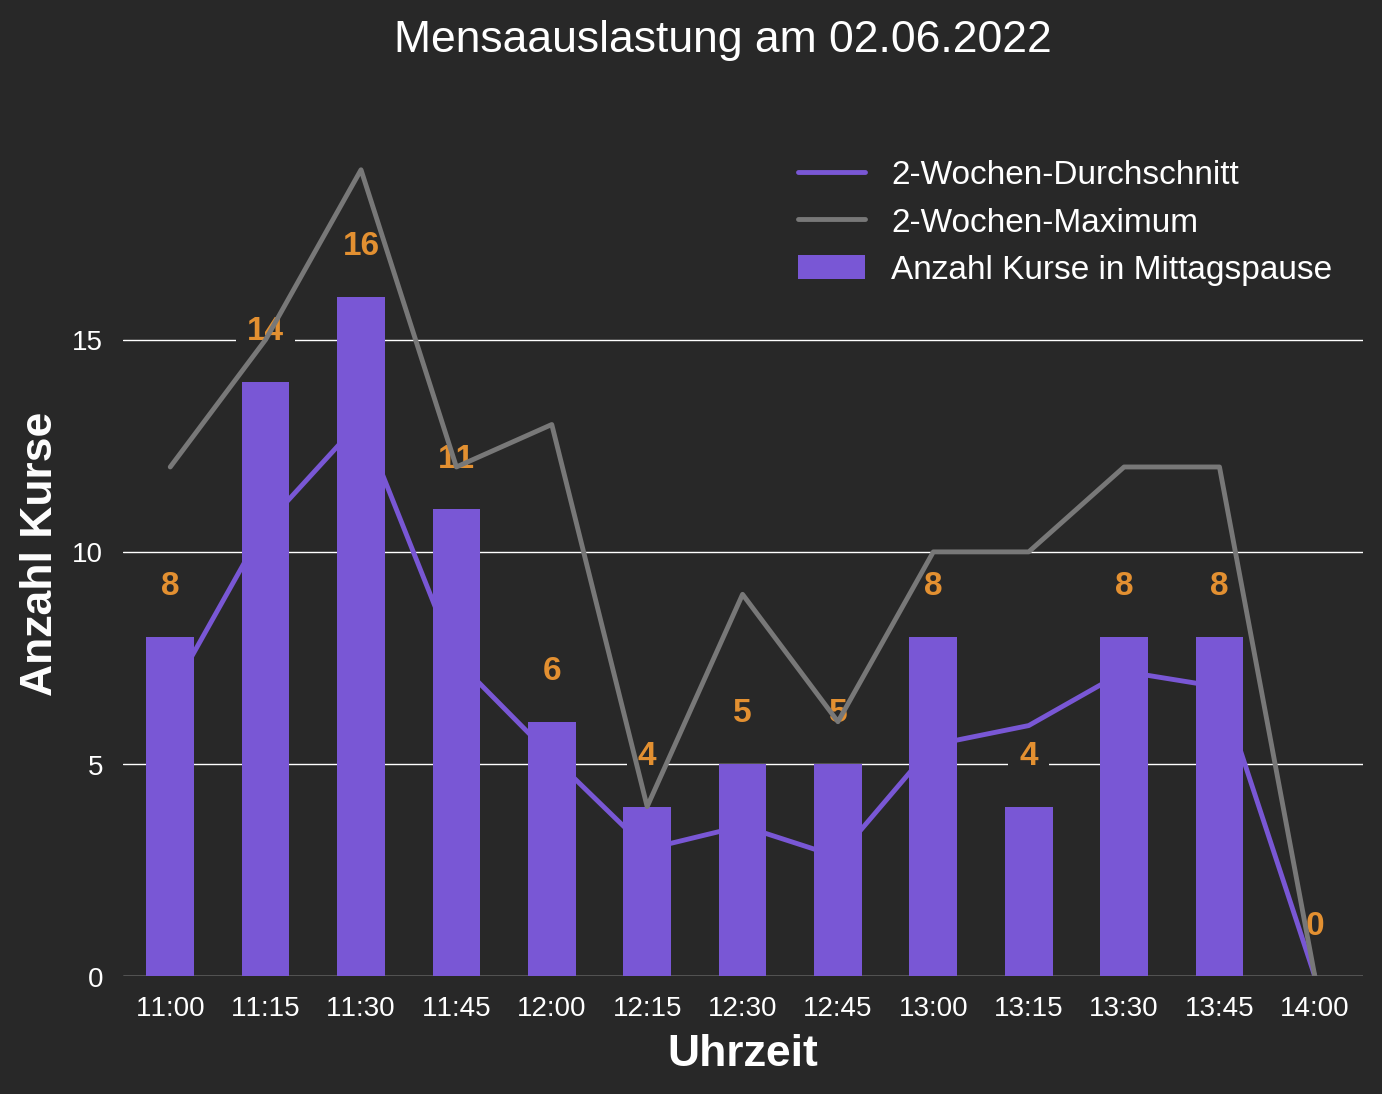 Mensaauslastung am 02.06.2022
2-Wochen-Durchschnitt
2-Wochen-Maximum
Anzahl Kurse in Mittagspause
Anzahl Kurse
15
10
5
0
8
14
16
11
6
4
5
5
8
4
8
8
0
11:00 11:15 11:30 11:45 12:00 12:15 12:30 12:45 13:00 13:15 13:30 13:45 14:00
Uhrzeit